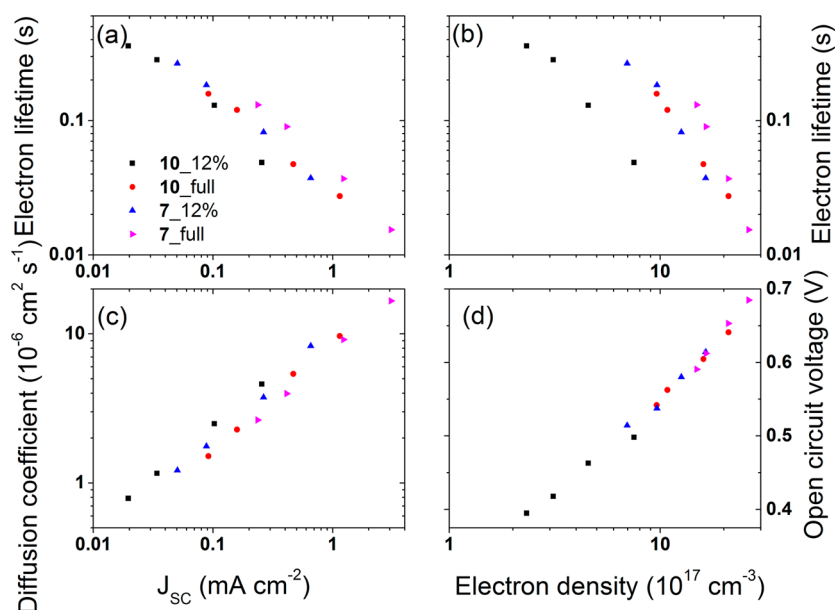 Electron lifetime (s)
(a)
0.1
0.01
10_12%
10_full
7_12%
7_full
0.01
0.1
1
(b)
0.1
0.01
Electron lifetime (s)
1
10
Diffusion coefficient (10⁻⁶ cm² s⁻¹)
(c)
10
1
0.01
0.1
1
J_SC (mA cm⁻²)
(d)
0.7
0.6
0.5
0.4
Open circuit voltage (V)
1
10
Electron density (10¹⁷ cm⁻³)